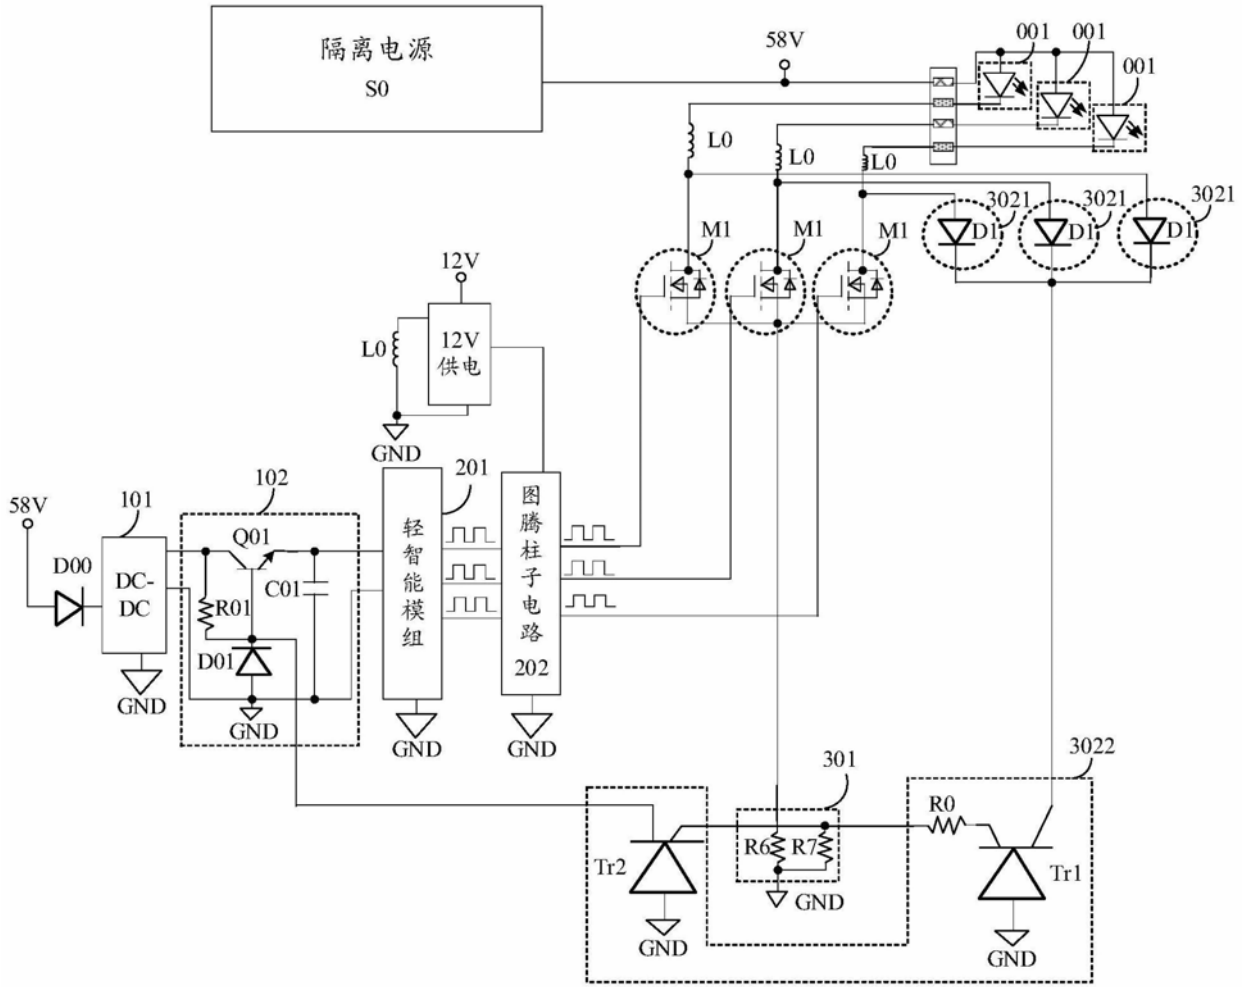 隔离电源
S0
58V
001
001
001
L0
L0
L0
3021
3021
3021
D1
D1
D1
M1
M1
M1
12V
12V
供电
L0
GND
201
102
101
58V
D00
DC-
DC
GND
Q01
R01
C01
D01
GND
轻智能模组
GND
图腾柱子电路
202
GND
301
3022
R0
R6
R7
Tr2
Tr1
GND
GND
GND